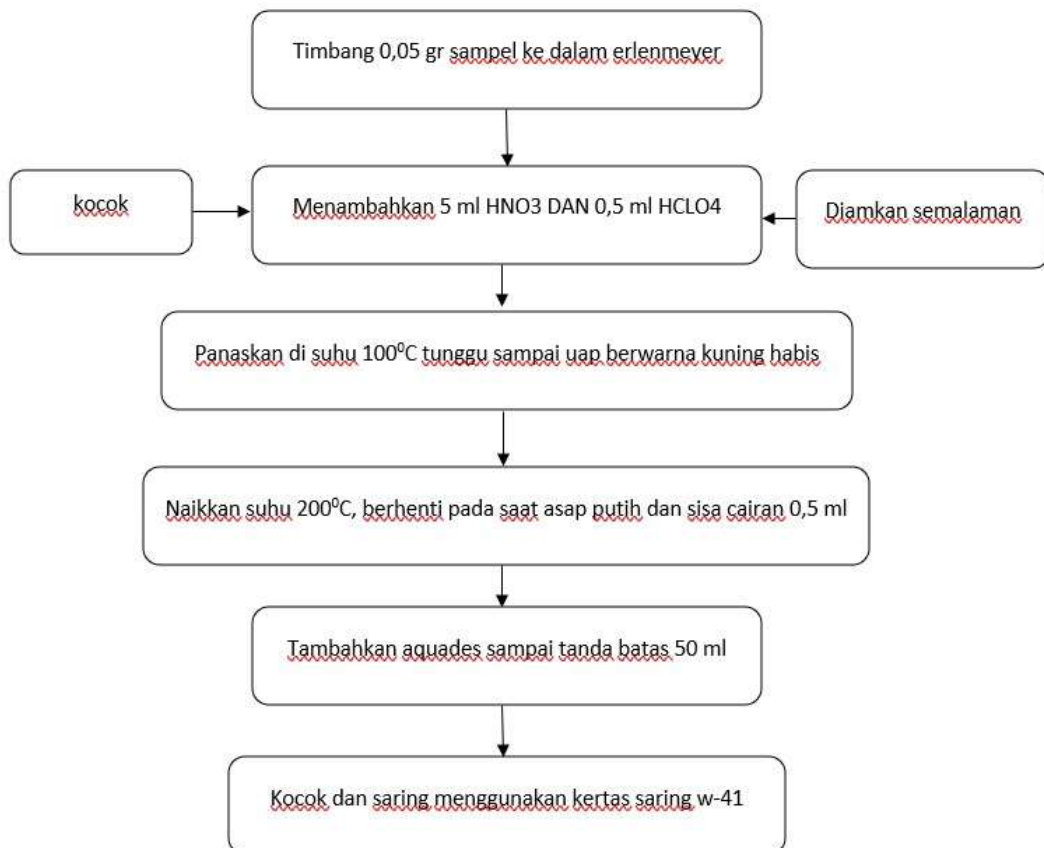 Timbang 0,05 gr sampel ke dalam erlenmeyer
kocok
Menambahkan 5 ml HNO3 DAN 0,5 ml HCLO4
Diamkan semalaman
Panaskan di suhu 100⁰C tunggu sampai uap berwarna kuning habis
Naikkan suhu 200⁰C, berhenti pada saat asap putih dan sisa cairan 0,5 ml
Tambahkan aquades sampai tanda batas 50 ml
Kocok dan saring menggunakan kertas saring w-41